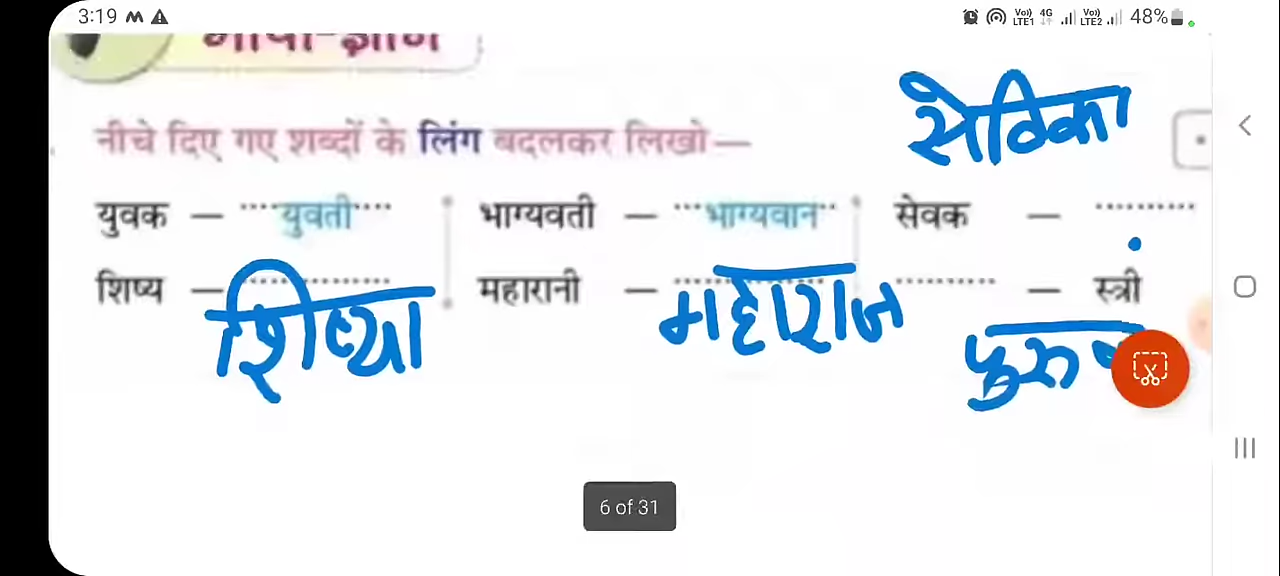 3:19 48%
भाषा-ज्ञान
सेविका
नीचे दिए गए शब्दों के लिंग बदलकर लिखो—
युवक — युवती भाग्यवती — भाग्यवान सेवक — ..........
शिष्य — .......... महारानी — .......... .......... — स्त्री
शिष्या महाराज पुरुष
6 of 31